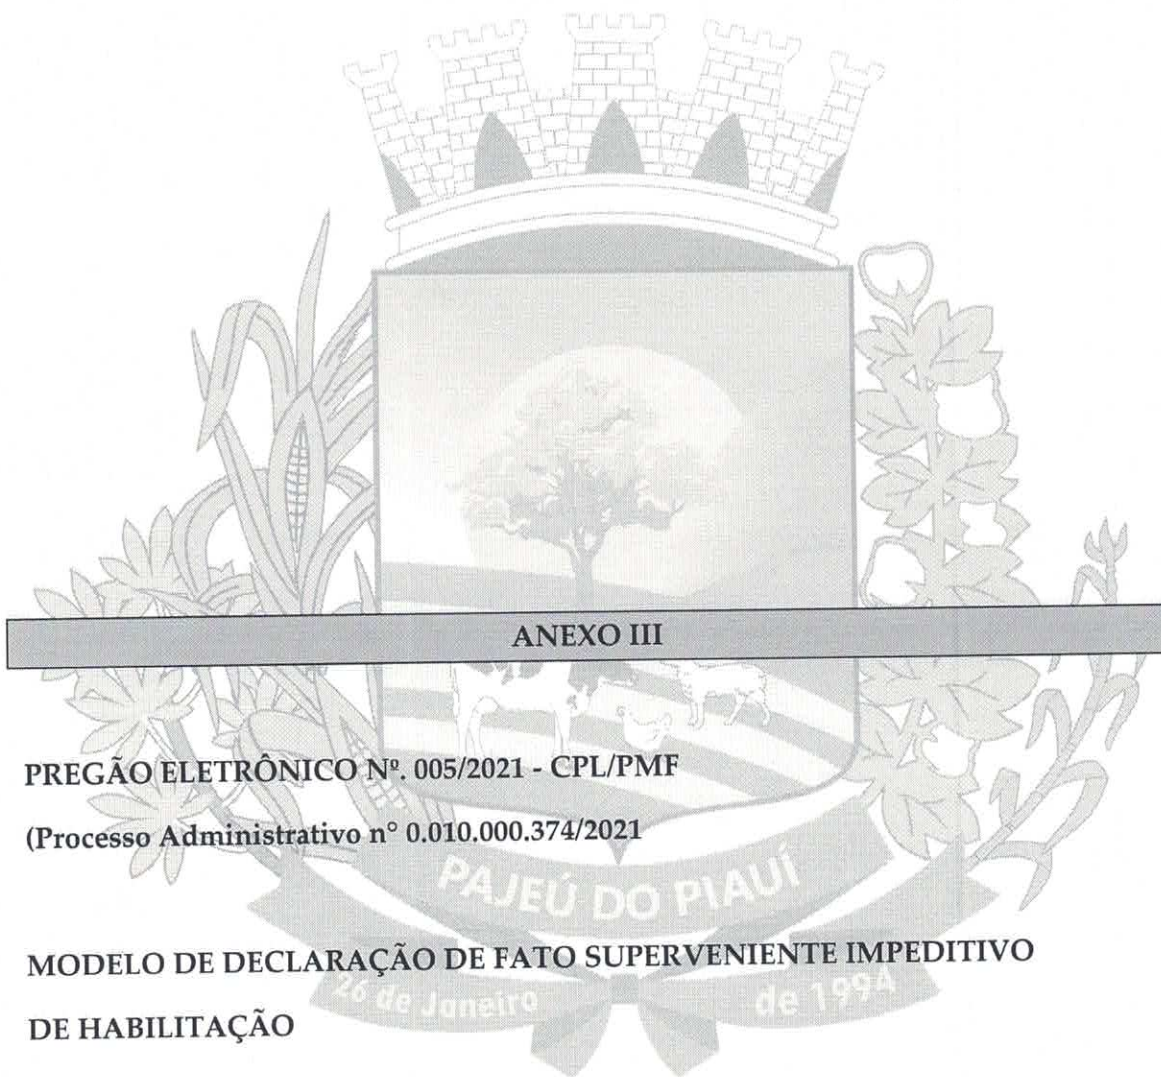 ANEXO III
PREGÃO ELETRÔNICO Nº. 005/2021 - CPL/PMF
(Processo Administrativo n° 0.010.000.374/2021
PAJEÚ DO PIAUÍ
MODELO DE DECLARAÇÃO DE FATO SUPERVENIENTE IMPEDITIVO
26 de Janeiro de 1994
DE HABILITAÇÃO